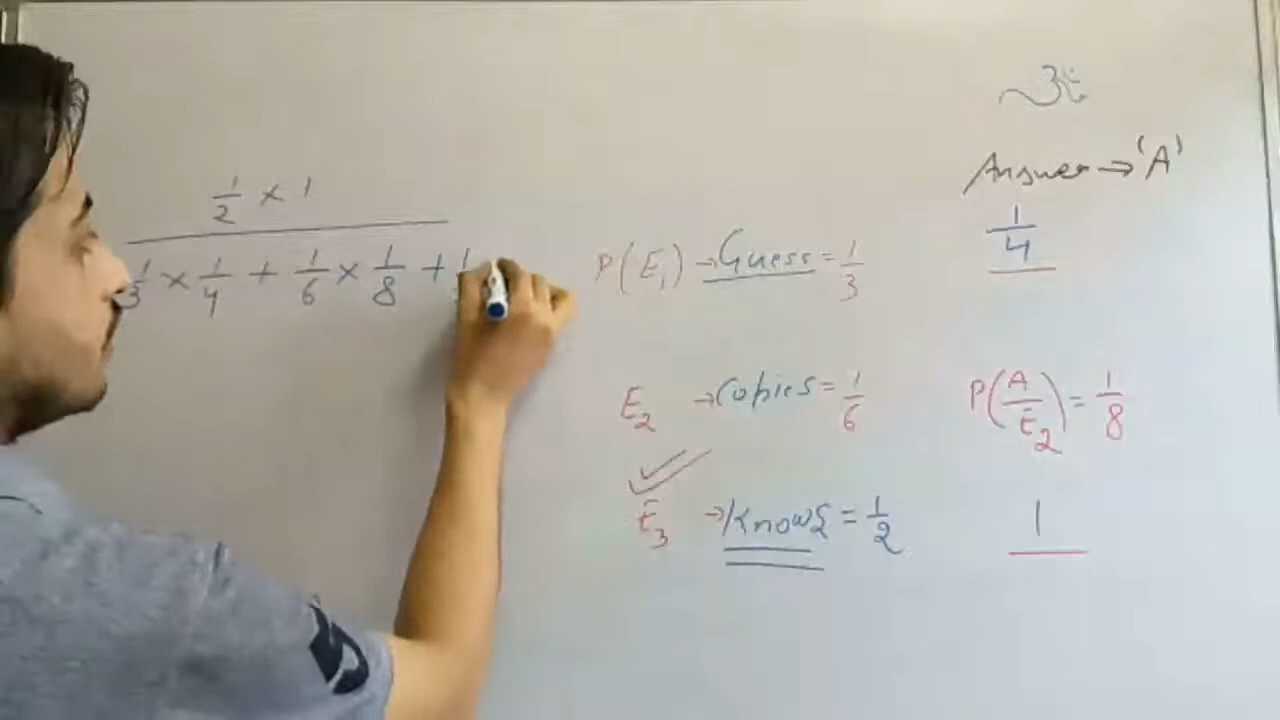 1/2 × 1
1/3 × 1/4 + 1/6 × 1/8 + 1
P(E₁) → Guess = 1/3
E₂ → Copies = 1/6
E₃ → Knows = 1/2
Answer → 'A'
1/4
P(A/E₂) = 1/8
1